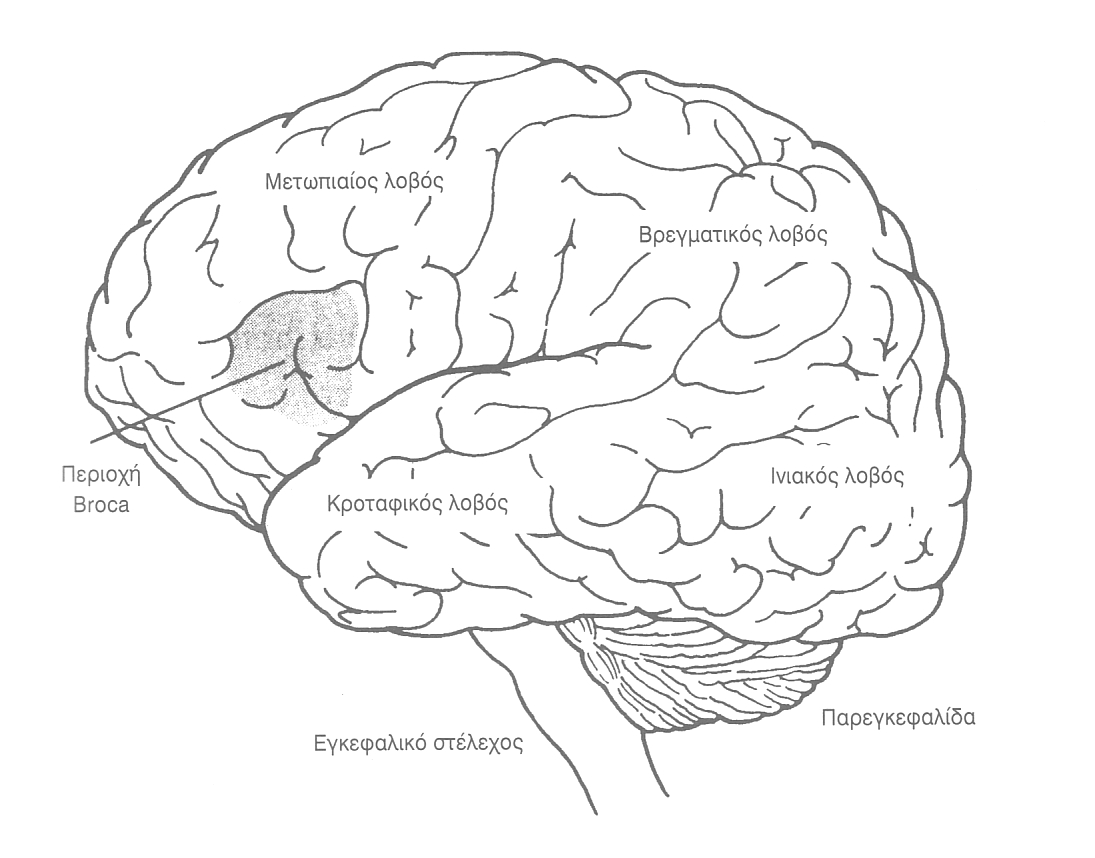 Μετωπιαίος λοβός
Βρεγματικός λοβός
Περιοχή
Broca
Ινιακός λοβός
Κροταφικός λοβός
Παρεγκεφαλίδα
Εγκεφαλικό στέλεχος